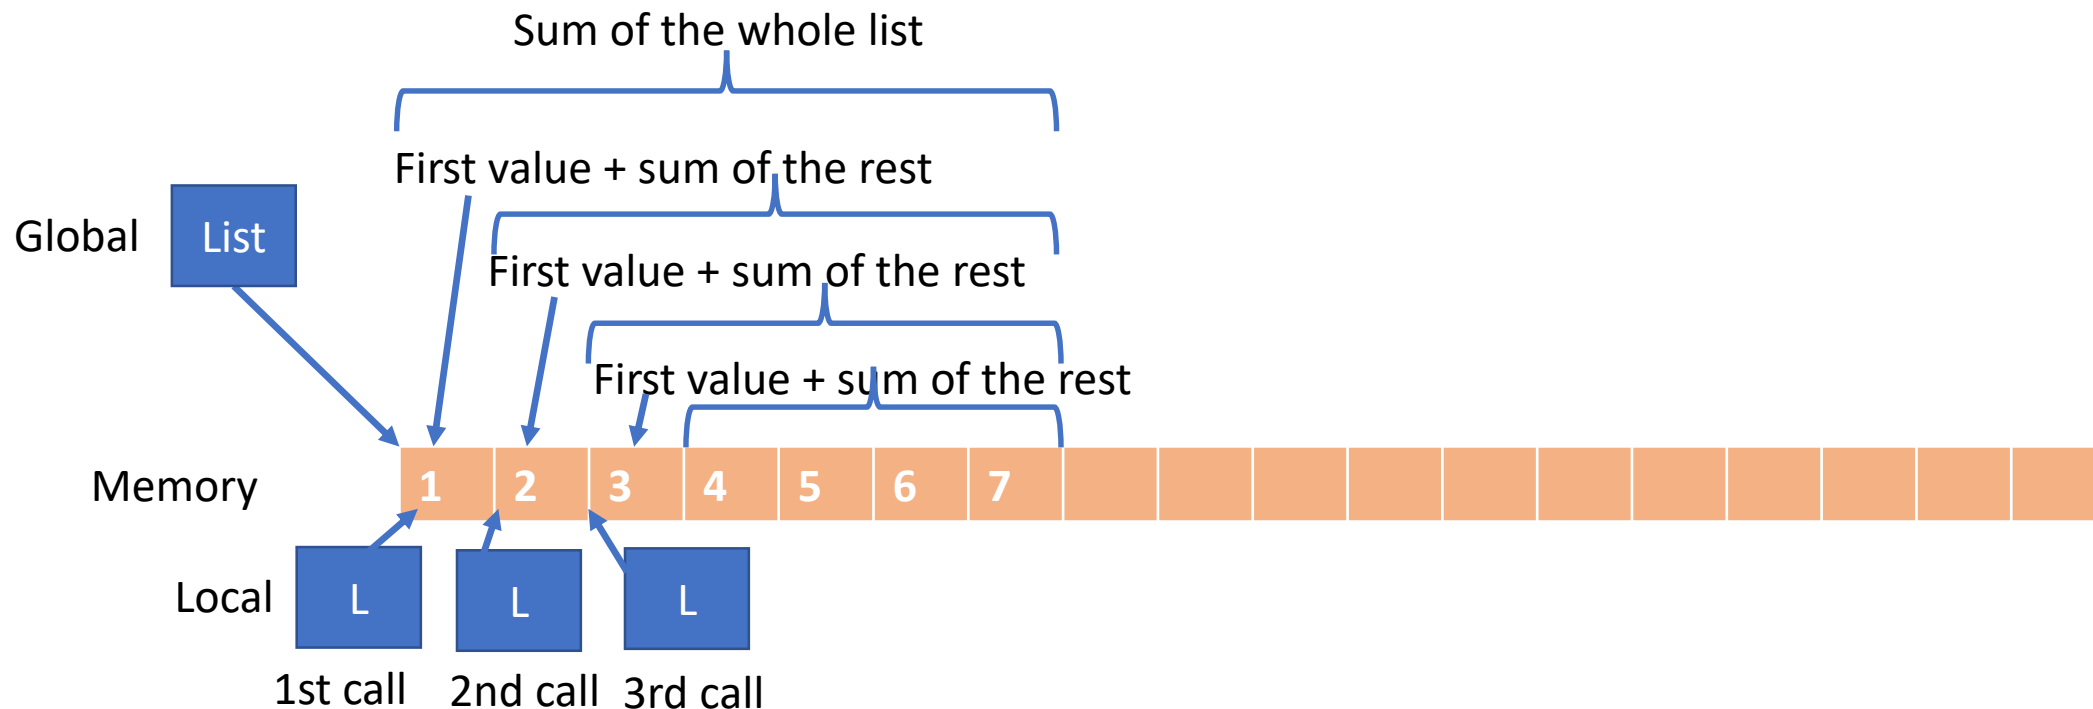 Sum of the whole list
First value + sum of the rest
Global
List
First value + sum of the rest
First value + sum of the rest
Memory
1 2 3 4 5 6 7
Local
L L L
1st call 2nd call 3rd call